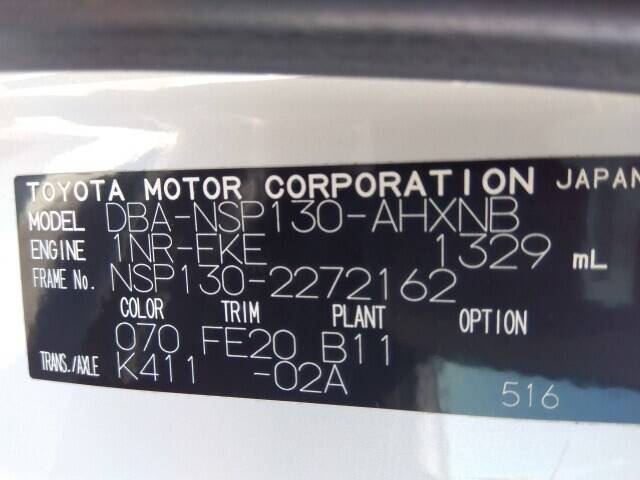 TOYOTA MOTOR CORPORATION JAPAN
MODEL DBA-NSP130-AHXNB
ENGINE 1NR-FKE 1329 mL
FRAME No. NSP130-2272162
COLOR TRIM PLANT OPTION
070 FE20 B11
TRANS./AXLE K411 -02A
516